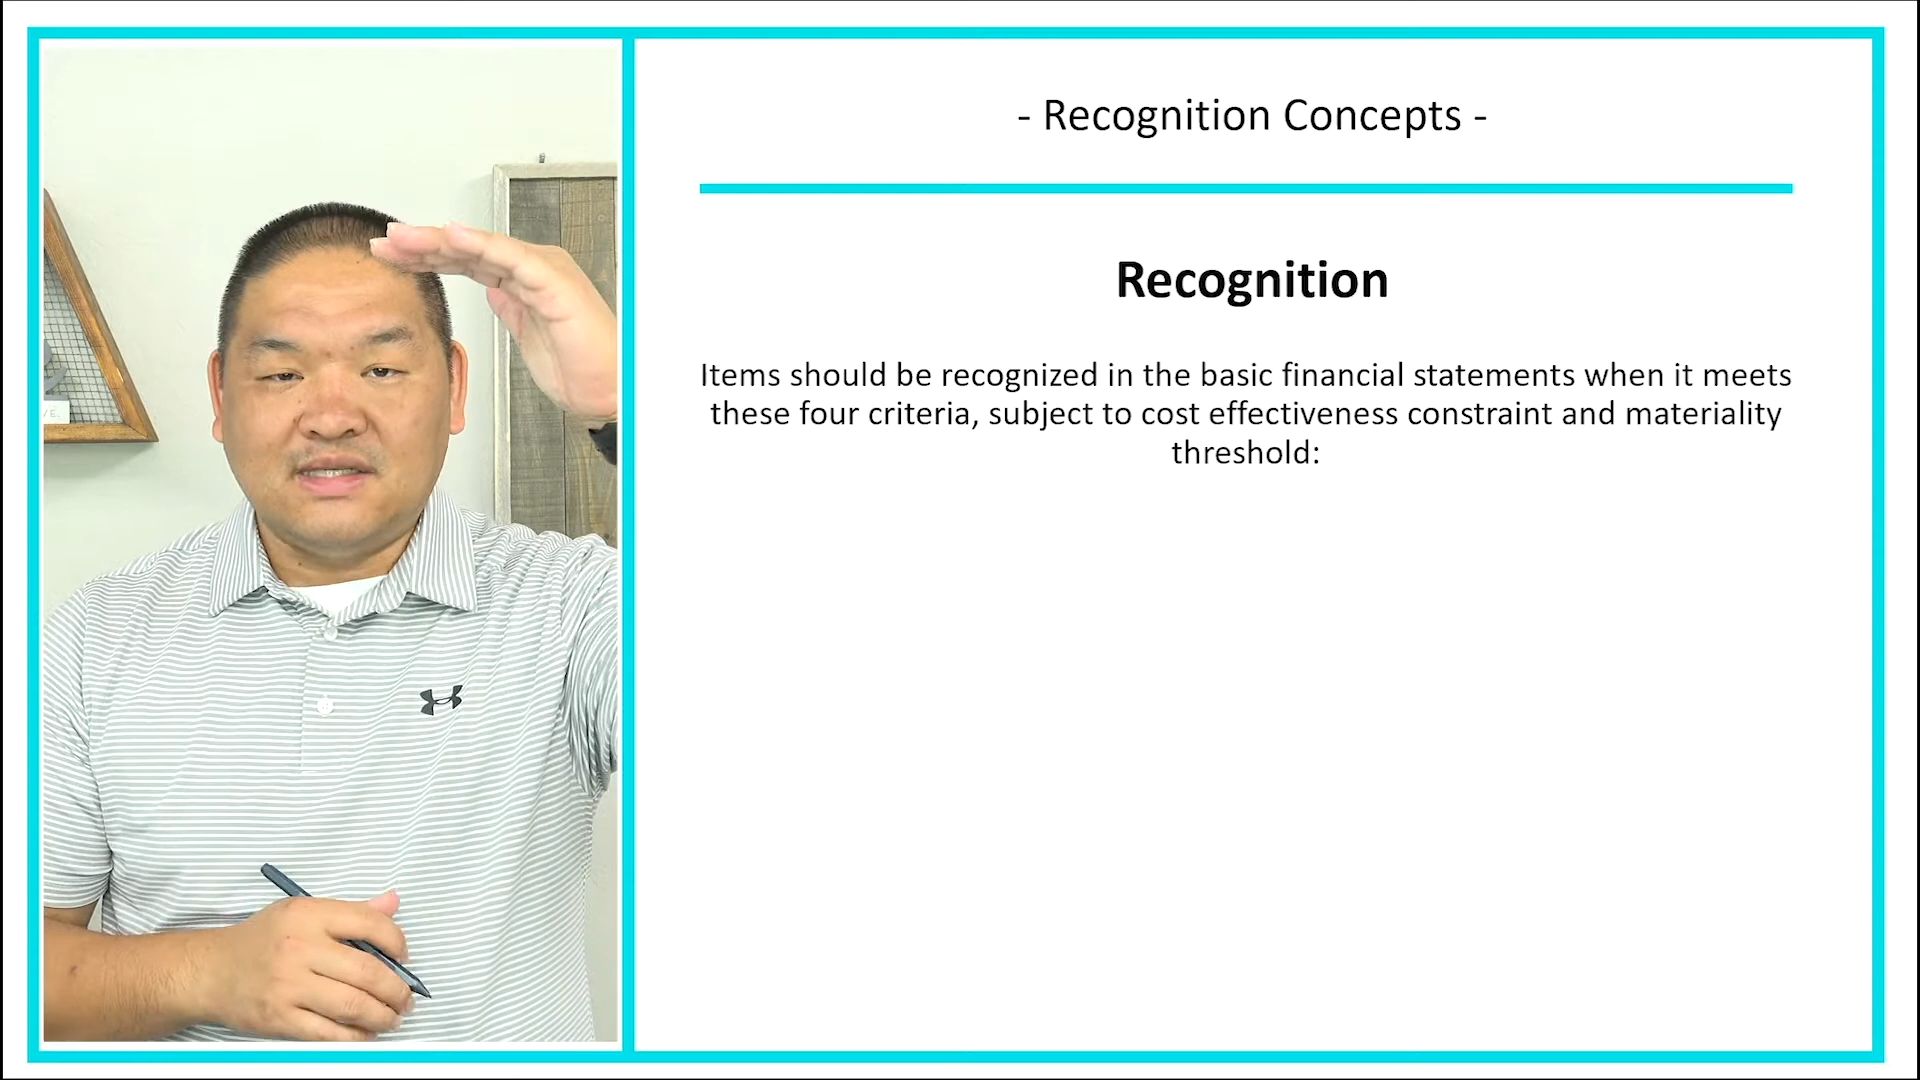 - Recognition Concepts -
Recognition
Items should be recognized in the basic financial statements when it meets
these four criteria, subject to cost effectiveness constraint and materiality
threshold: